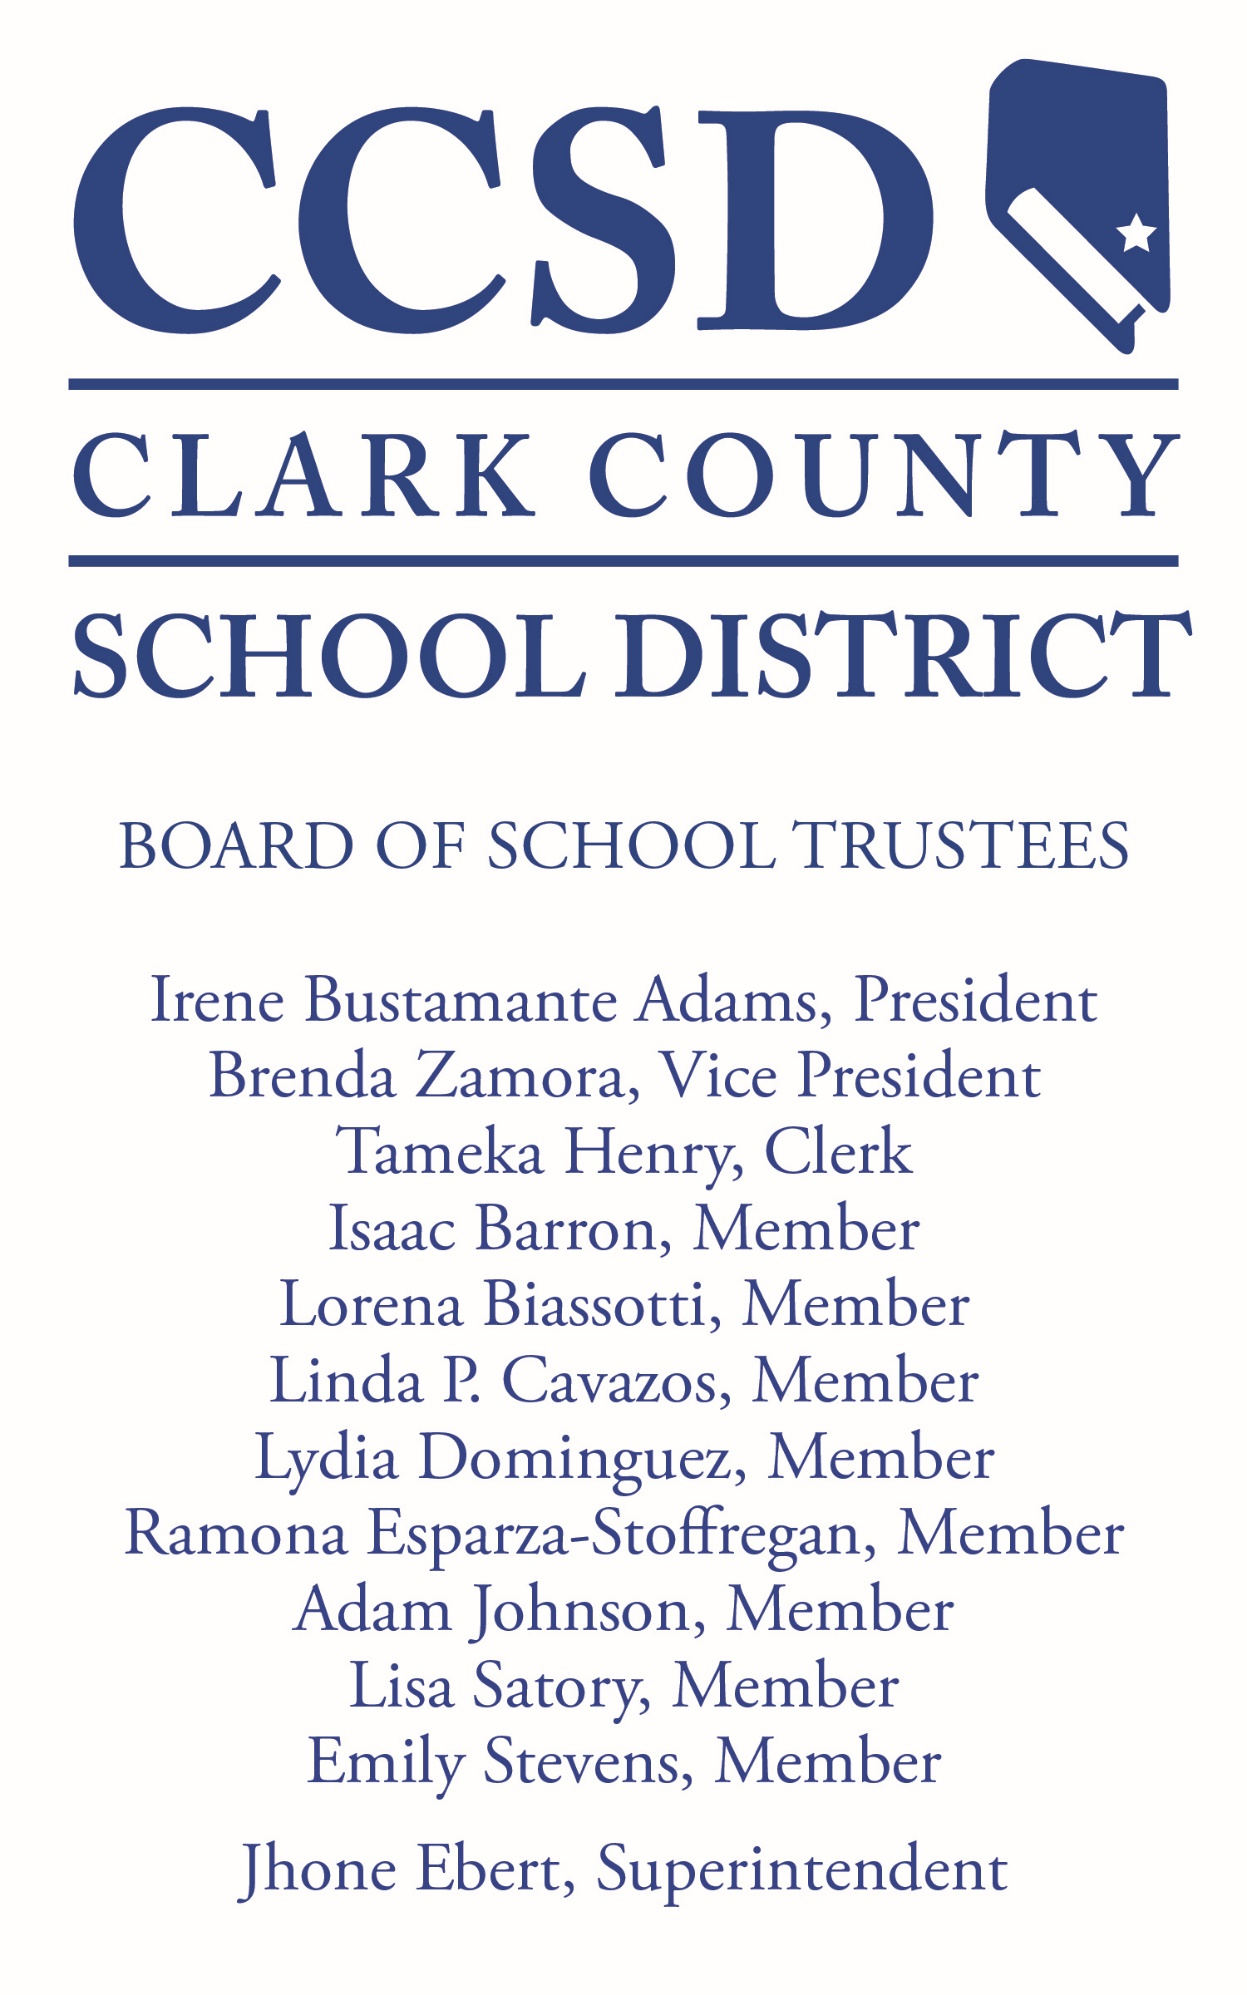 CCSD
CLARK COUNTY
SCHOOL DISTRICT
BOARD OF SCHOOL TRUSTEES
Irene Bustamante Adams, President
Brenda Zamora, Vice President
Tameka Henry, Clerk
Isaac Barron, Member
Lorena Biassotti, Member
Linda P. Cavazos, Member
Lydia Dominguez, Member
Ramona Esparza-Stoffregan, Member
Adam Johnson, Member
Lisa Satory, Member
Emily Stevens, Member
Jhone Ebert, Superintendent